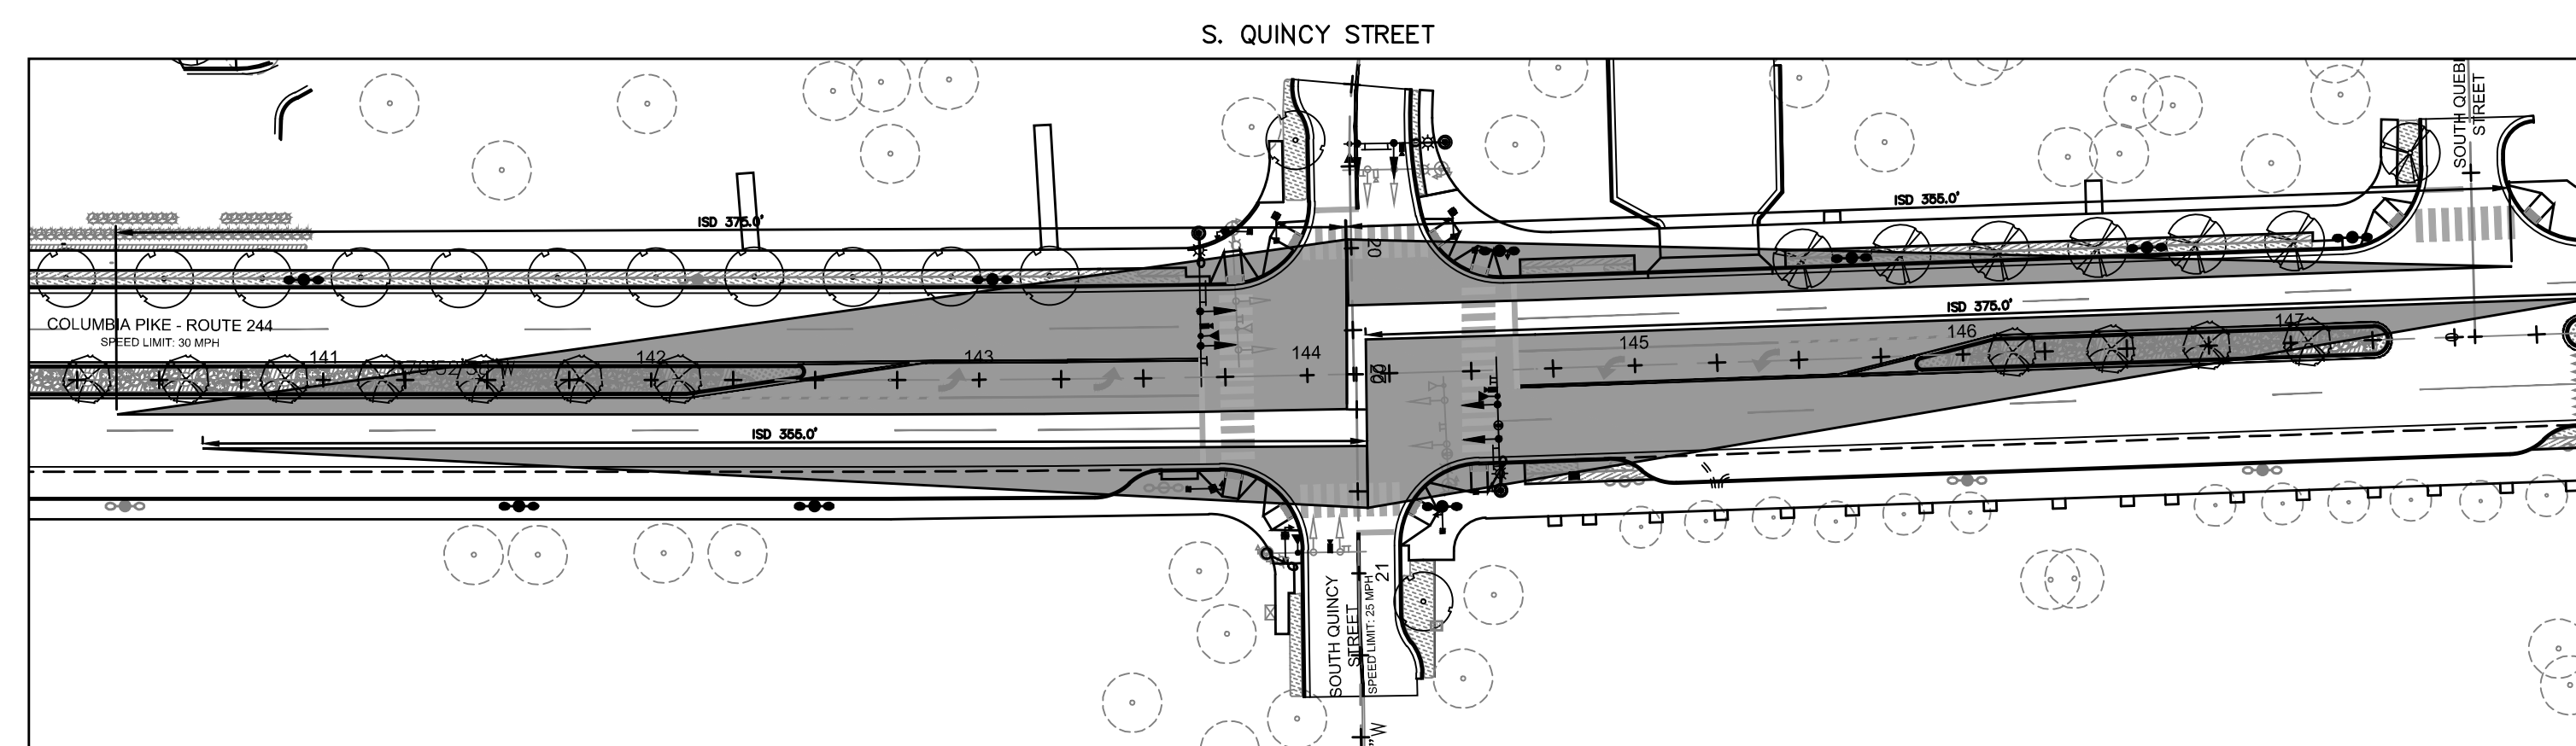 S. QUINCY STREET
SOUTH QUEB
STREET
ISD 375.0'
ISD 355.0'
20
COLUMBIA PIKE - ROUTE 244
SPEED LIMIT: 30 MPH
ISD 375.0'
141
142
143
144
145
146
147
ISD 355.0'
21
SOUTH QUINCY
STREET
SPEED LIMIT: 25 MPH
"W